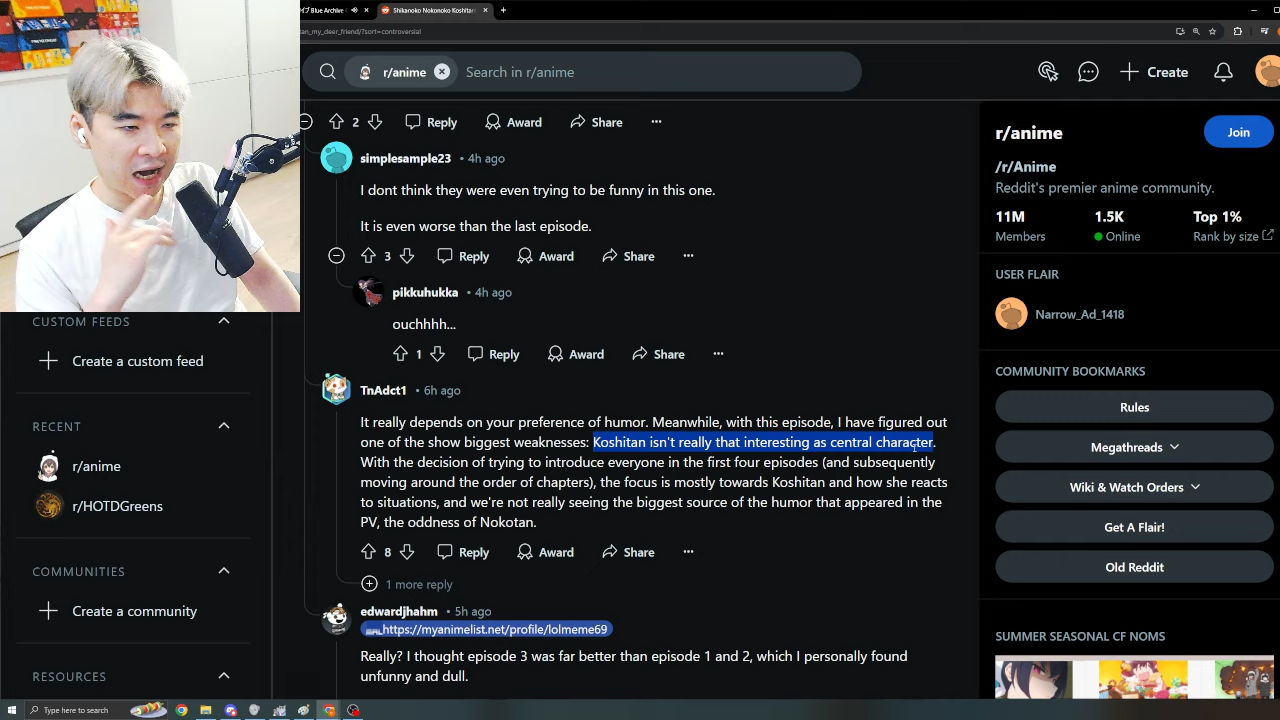 イブ Blue Archive
Shikanoko Nokonoko Koshitan
an_my_deer_friend/?sort=controversial
r/anime
Search in r/anime
Create
2
Reply
Award
Share
simplesample23 • 4h ago
I dont think they were even trying to be funny in this one.
It is even worse than the last episode.
3
Reply
Award
Share
pikkuhukka • 4h ago
ouchhhh...
1
Reply
Award
Share
TnAdct1 • 6h ago
It really depends on your preference of humor. Meanwhile, with this episode, I have figured out
one of the show biggest weaknesses: Koshitan isn't really that interesting as central character.
With the decision of trying to introduce everyone in the first four episodes (and subsequently
moving around the order of chapters), the focus is mostly towards Koshitan and how she reacts
to situations, and we're not really seeing the biggest source of the humor that appeared in the
PV, the oddness of Nokotan.
8
Reply
Award
Share
1 more reply
edwardjhahm • 5h ago
https://myanimelist.net/profile/lolmeme69
Really? I thought episode 3 was far better than episode 1 and 2, which I personally found
unfunny and dull.
CUSTOM FEEDS
Create a custom feed
RECENT
r/anime
r/HOTDGreens
COMMUNITIES
Create a community
RESOURCES
r/anime
Join
/r/Anime
Reddit's premier anime community.
11M 1.5K Top 1%
Members Online Rank by size
USER FLAIR
Narrow_Ad_1418
COMMUNITY BOOKMARKS
Rules
Megathreads
Wiki & Watch Orders
Get A Flair!
Old Reddit
SUMMER SEASONAL CF NOMS
Type here to search